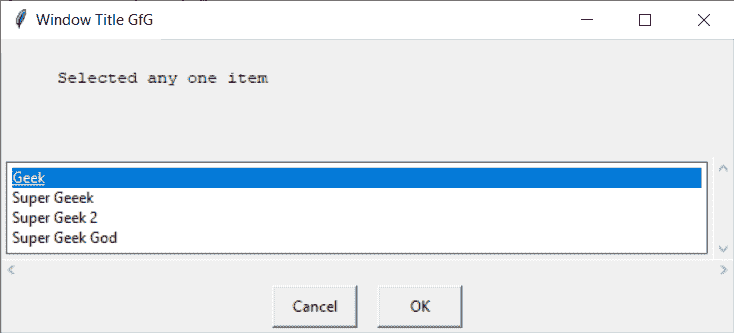 Window Title GfG
Selected any one item
Geek
Super Geeek
Super Geek 2
Super Geek God
Cancel OK